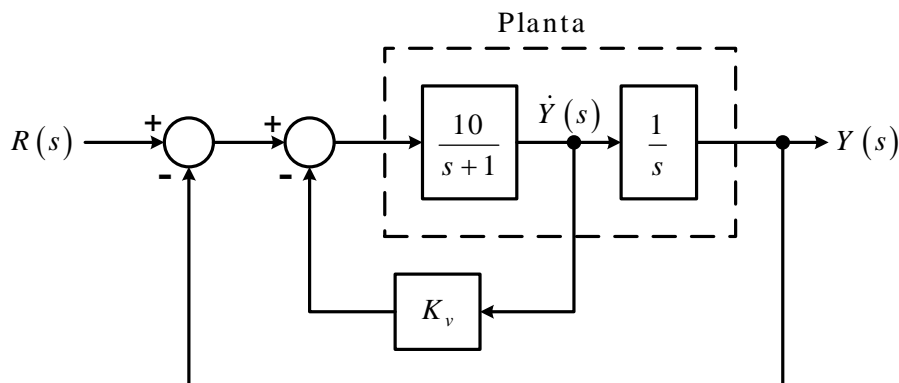 Planta
R(s)
+
-
+
-
10
s+1
Ẏ(s)
1
s
Y(s)
K_v